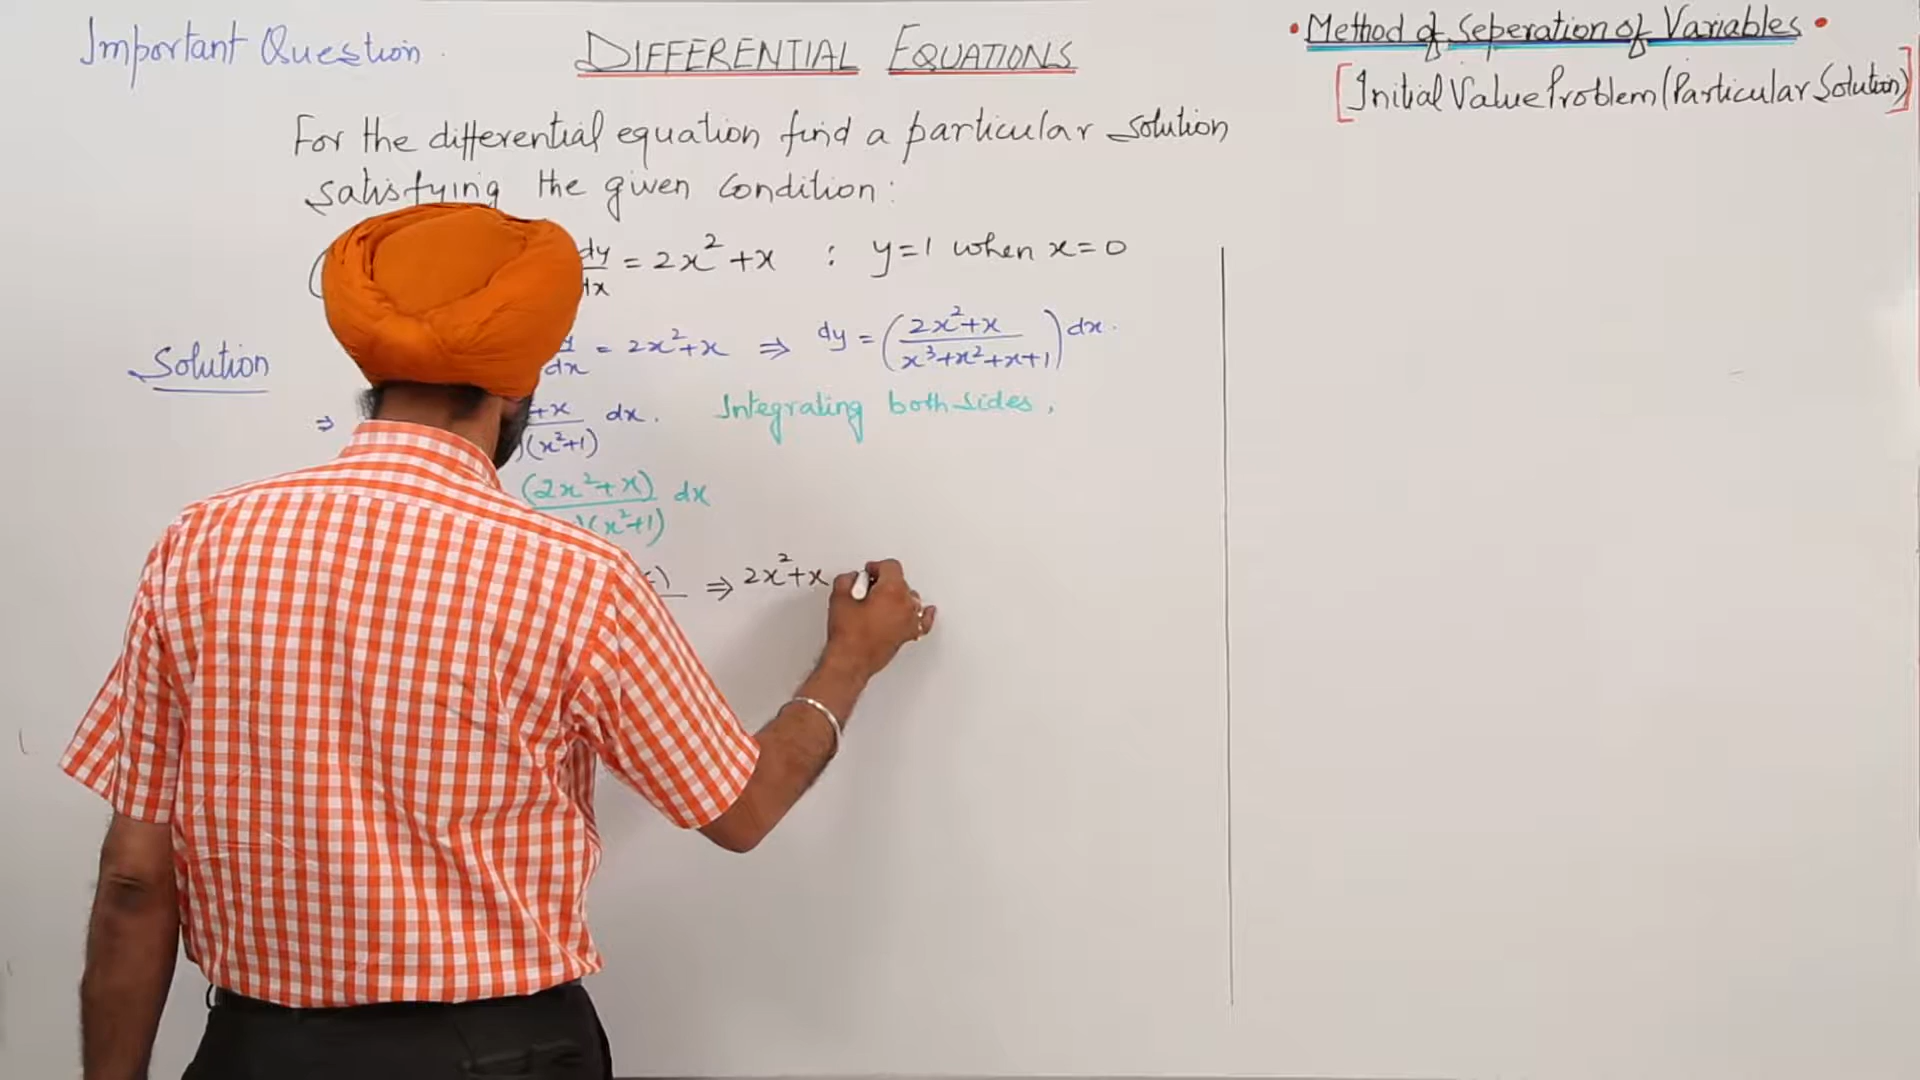 Important Question.
DIFFERENTIAL EQUATIONS
• Method of Seperation of Variables •
[Initial Value Problem (Particular Solution)]
For the differential equation find a particular solution
satisfying the given condition:
( dy/dx = 2x²+x : y=1 when x=0
Solution
dx = 2x²+x ⇒ dy = ((2x²+x)/(x³+x²+x+1)) dx.
⇒ +x/)(x²+1) dx. Integrating both sides,
(2x²+x)/)(x²+1) dx
) ⇒ 2x²+x